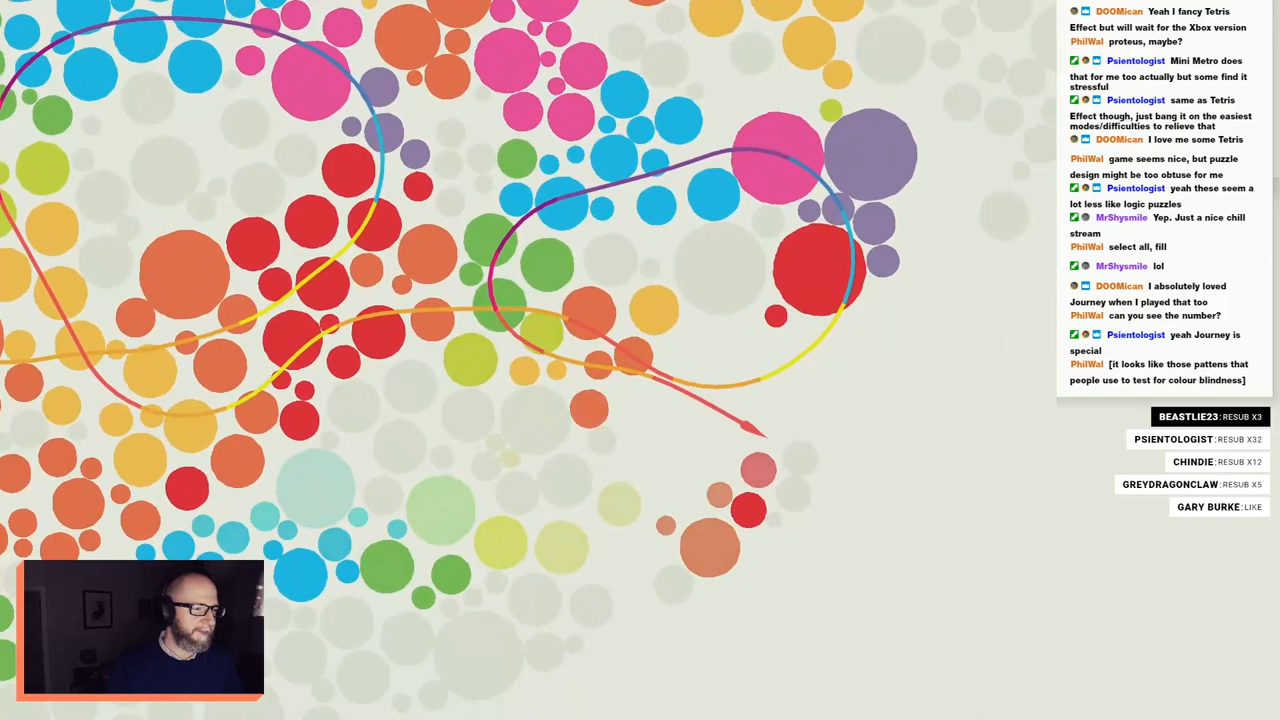 DOOMican Yeah I fancy Tetris
Effect but will wait for the Xbox version
PhilWal proteus, maybe?
Psientologist Mini Metro does
that for me too actually but some find it
stressful
Psientologist same as Tetris
Effect though, just bang it on the easiest
modes/difficulties to relieve that
DOOMican I love me some Tetris
PhilWal game seems nice, but puzzle
design might be too obtuse for me
Psientologist yeah these seem a
lot less like logic puzzles
MrShysmile Yep. Just a nice chill
stream
PhilWal select all, fill
MrShysmile lol
DOOMican I absolutely loved
Journey when I played that too
PhilWal can you see the number?
Psientologist yeah Journey is
special
PhilWal [it looks like those pattens that
people use to test for colour blindness]
BEASTLIE23: RESUB X3
PSIENTOLOGIST: RESUB X32
CHINDIE: RESUB X12
GREYDRAGONCLAW: RESUB X5
GARY BURKE: LIKE